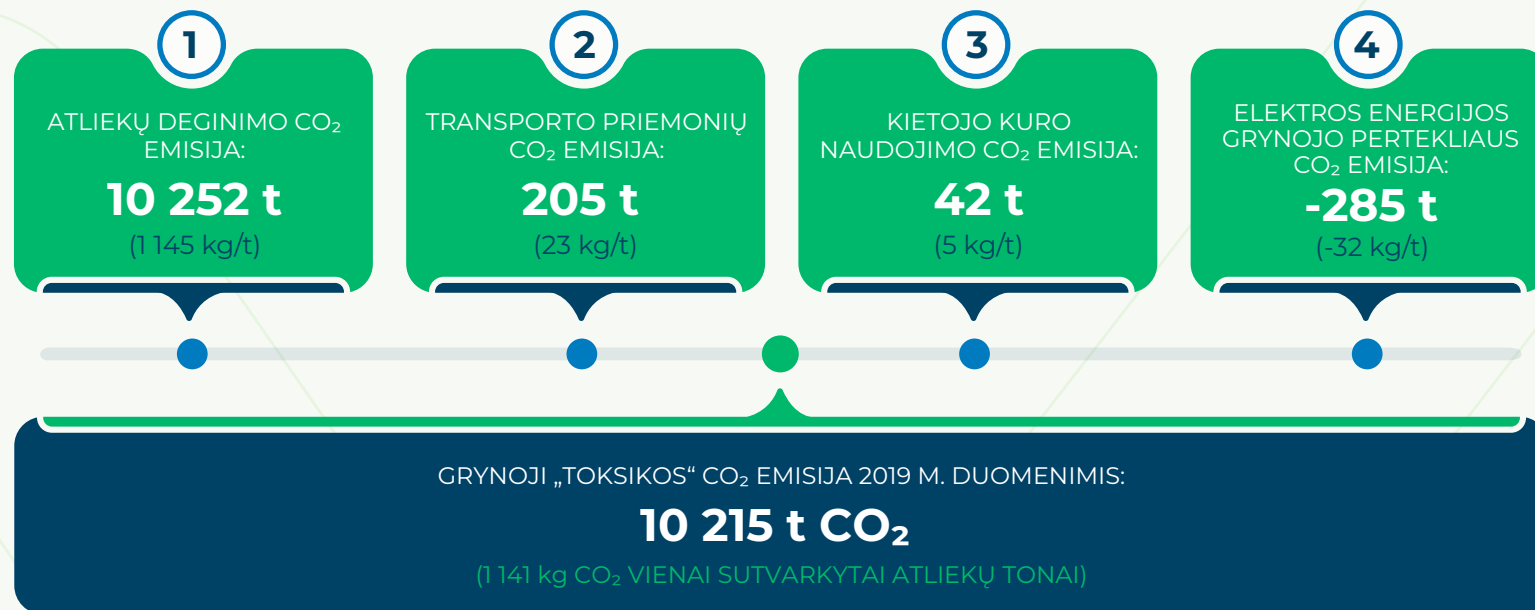 1
ATLIEKŲ DEGINIMO CO₂
EMISIJA:
10 252 t
(1 145 kg/t)
2
TRANSPORTO PRIEMONIŲ
CO₂ EMISIJA:
205 t
(23 kg/t)
3
KIETOJO KURO
NAUDOJIMO CO₂ EMISIJA:
42 t
(5 kg/t)
4
ELEKTROS ENERGIJOS
GRYNOJO PERTEKLIAUS
CO₂ EMISIJA:
-285 t
(-32 kg/t)
GRYNOJI „TOKSIKOS“ CO₂ EMISIJA 2019 M. DUOMENIMIS:
10 215 t CO₂
(1 141 kg CO₂ VIENAI SUTVARKYTAI ATLIEKŲ TONAI)